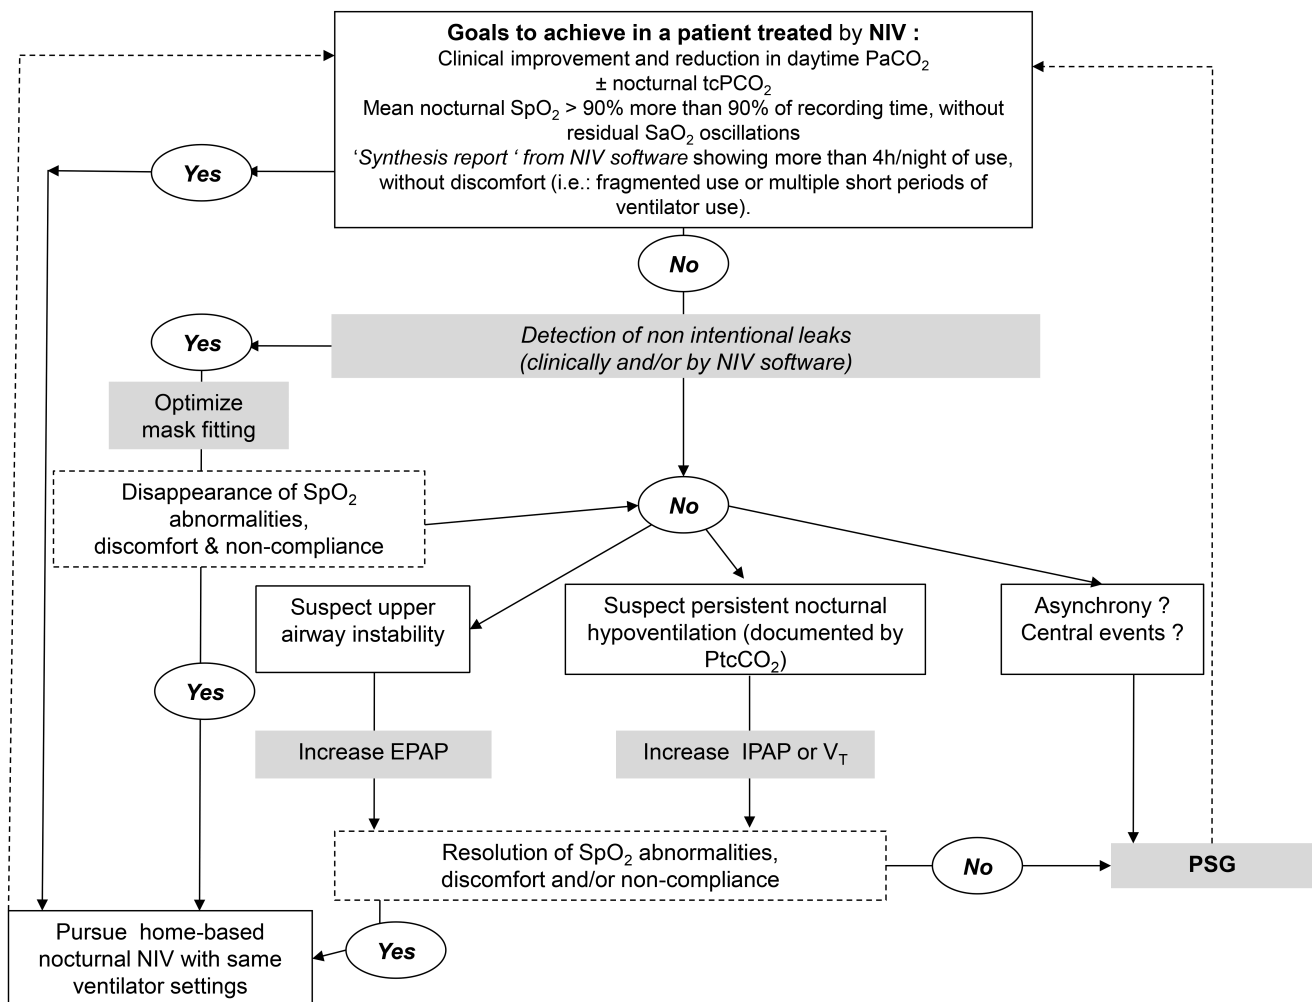 Goals to achieve in a patient treated by NIV :
Clinical improvement and reduction in daytime PaCO2
± nocturnal tcPCO2
Mean nocturnal SpO2 > 90% more than 90% of recording time, without
residual SaO2 oscillations
‘Synthesis report ‘ from NIV software showing more than 4h/night of use,
without discomfort (i.e.: fragmented use or multiple short periods of
ventilator use).
Yes
No
Detection of non intentional leaks
(clinically and/or by NIV software)
Yes
Optimize
mask fitting
Disappearance of SpO2
abnormalities,
discomfort & non-compliance
No
Suspect upper
airway instability
Suspect persistent nocturnal
hypoventilation (documented by
PtcCO2)
Asynchrony ?
Central events ?
Yes
Increase EPAP
Increase IPAP or VT
Resolution of SpO2 abnormalities,
discomfort and/or non-compliance
No
PSG
Yes
Pursue home-based
nocturnal NIV with same
ventilator settings